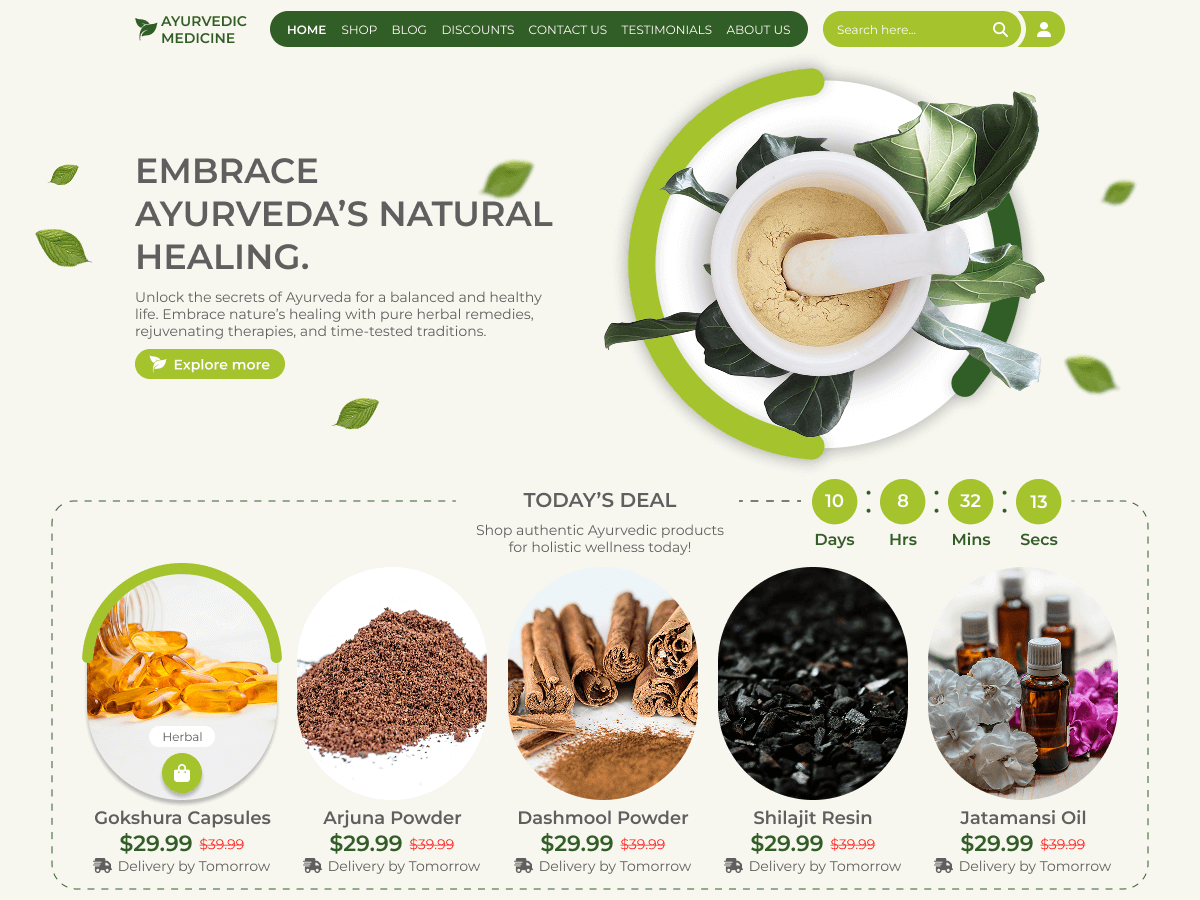 AYURVEDIC
MEDICINE
HOME SHOP BLOG DISCOUNTS CONTACT US TESTIMONIALS ABOUT US
Search here...
EMBRACE
AYURVEDA’S NATURAL
HEALING.
Unlock the secrets of Ayurveda for a balanced and healthy
life. Embrace nature’s healing with pure herbal remedies,
rejuvenating therapies, and time-tested traditions.
Explore more
TODAY’S DEAL
Shop authentic Ayurvedic products
for holistic wellness today!
10 : 8 : 32 : 13
Days Hrs Mins Secs
Herbal
Gokshura Capsules
$29.99 $39.99
Delivery by Tomorrow
Arjuna Powder
$29.99 $39.99
Delivery by Tomorrow
Dashmool Powder
$29.99 $39.99
Delivery by Tomorrow
Shilajit Resin
$29.99 $39.99
Delivery by Tomorrow
Jatamansi Oil
$29.99 $39.99
Delivery by Tomorrow